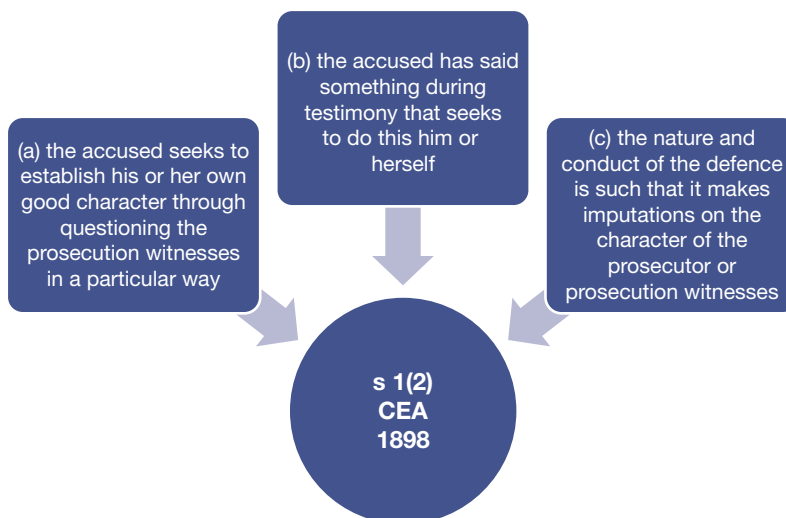 (a) the accused seeks to
establish his or her own
good character through
questioning the
prosecution witnesses
in a particular way
(b) the accused has said
something during
testimony that seeks
to do this him or
herself
(c) the nature and
conduct of the defence
is such that it makes
imputations on the
character of the
prosecutor or
prosecution witnesses
s 1(2)
CEA
1898